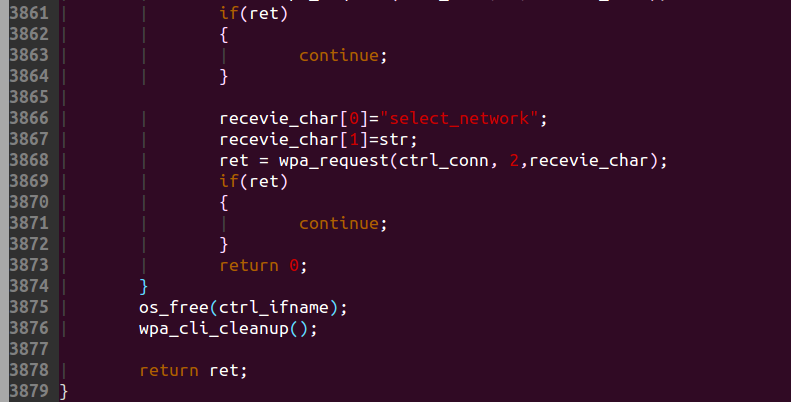 3861 if(ret)
3862 {
3863 continue;
3864 }
3865
3866 recevie_char[0]="select_network";
3867 recevie_char[1]=str;
3868 ret = wpa_request(ctrl_conn, 2,recevie_char);
3869 if(ret)
3870 {
3871 continue;
3872 }
3873 return 0;
3874 }
3875 os_free(ctrl_ifname);
3876 wpa_cli_cleanup();
3877
3878 return ret;
3879 }